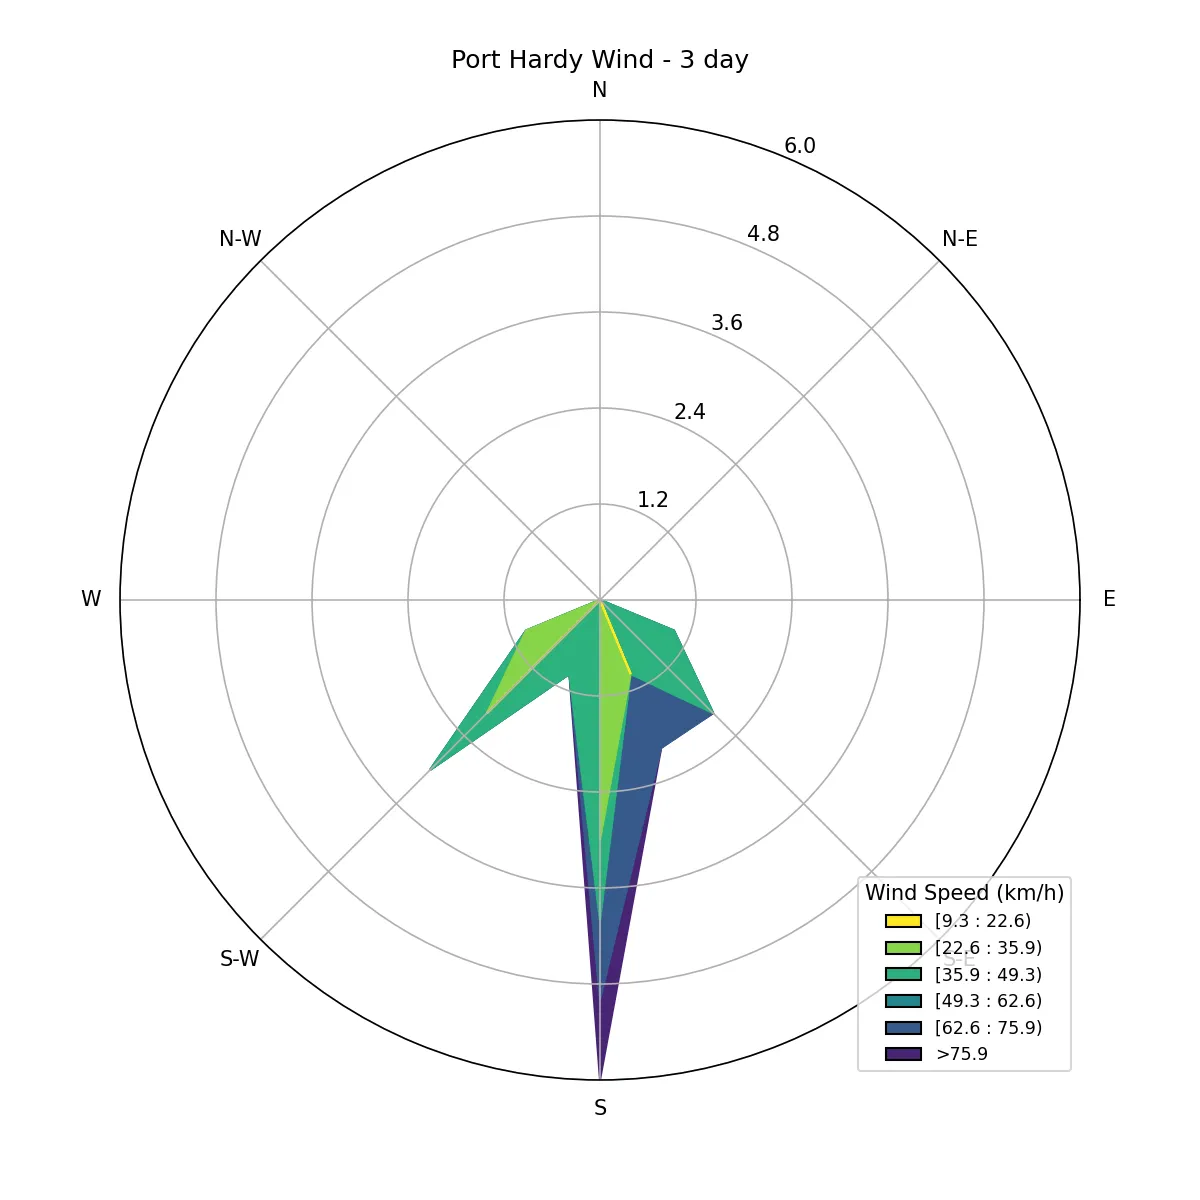 Port Hardy Wind - 3 day
N
6.0
N-W
N-E
4.8
3.6
2.4
1.2
W
E
Wind Speed (km/h)
[9.3 : 22.6)
[22.6 : 35.9)
S-W
S-E
[35.9 : 49.3)
[49.3 : 62.6)
[62.6 : 75.9)
>75.9
S